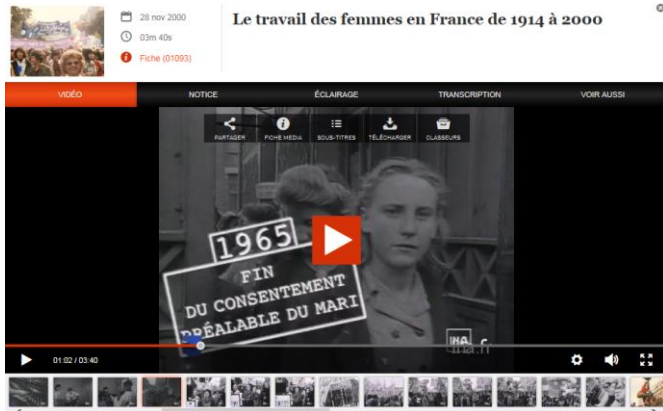 28 nov 2000
03m 40s
Fiche (01093)
Le travail des femmes en France de 1914 à 2000
VIDÉO NOTICE ÉCLAIRAGE TRANSCRIPTION VOIR AUSSI
PARTAGER FICHE MEDIA SOUS-TITRES TÉLÉCHARGER CLASSEURS
1965
FIN
DU CONSENTEMENT
PRÉALABLE DU MARI
INA
ina.fr
01:02 / 03:40